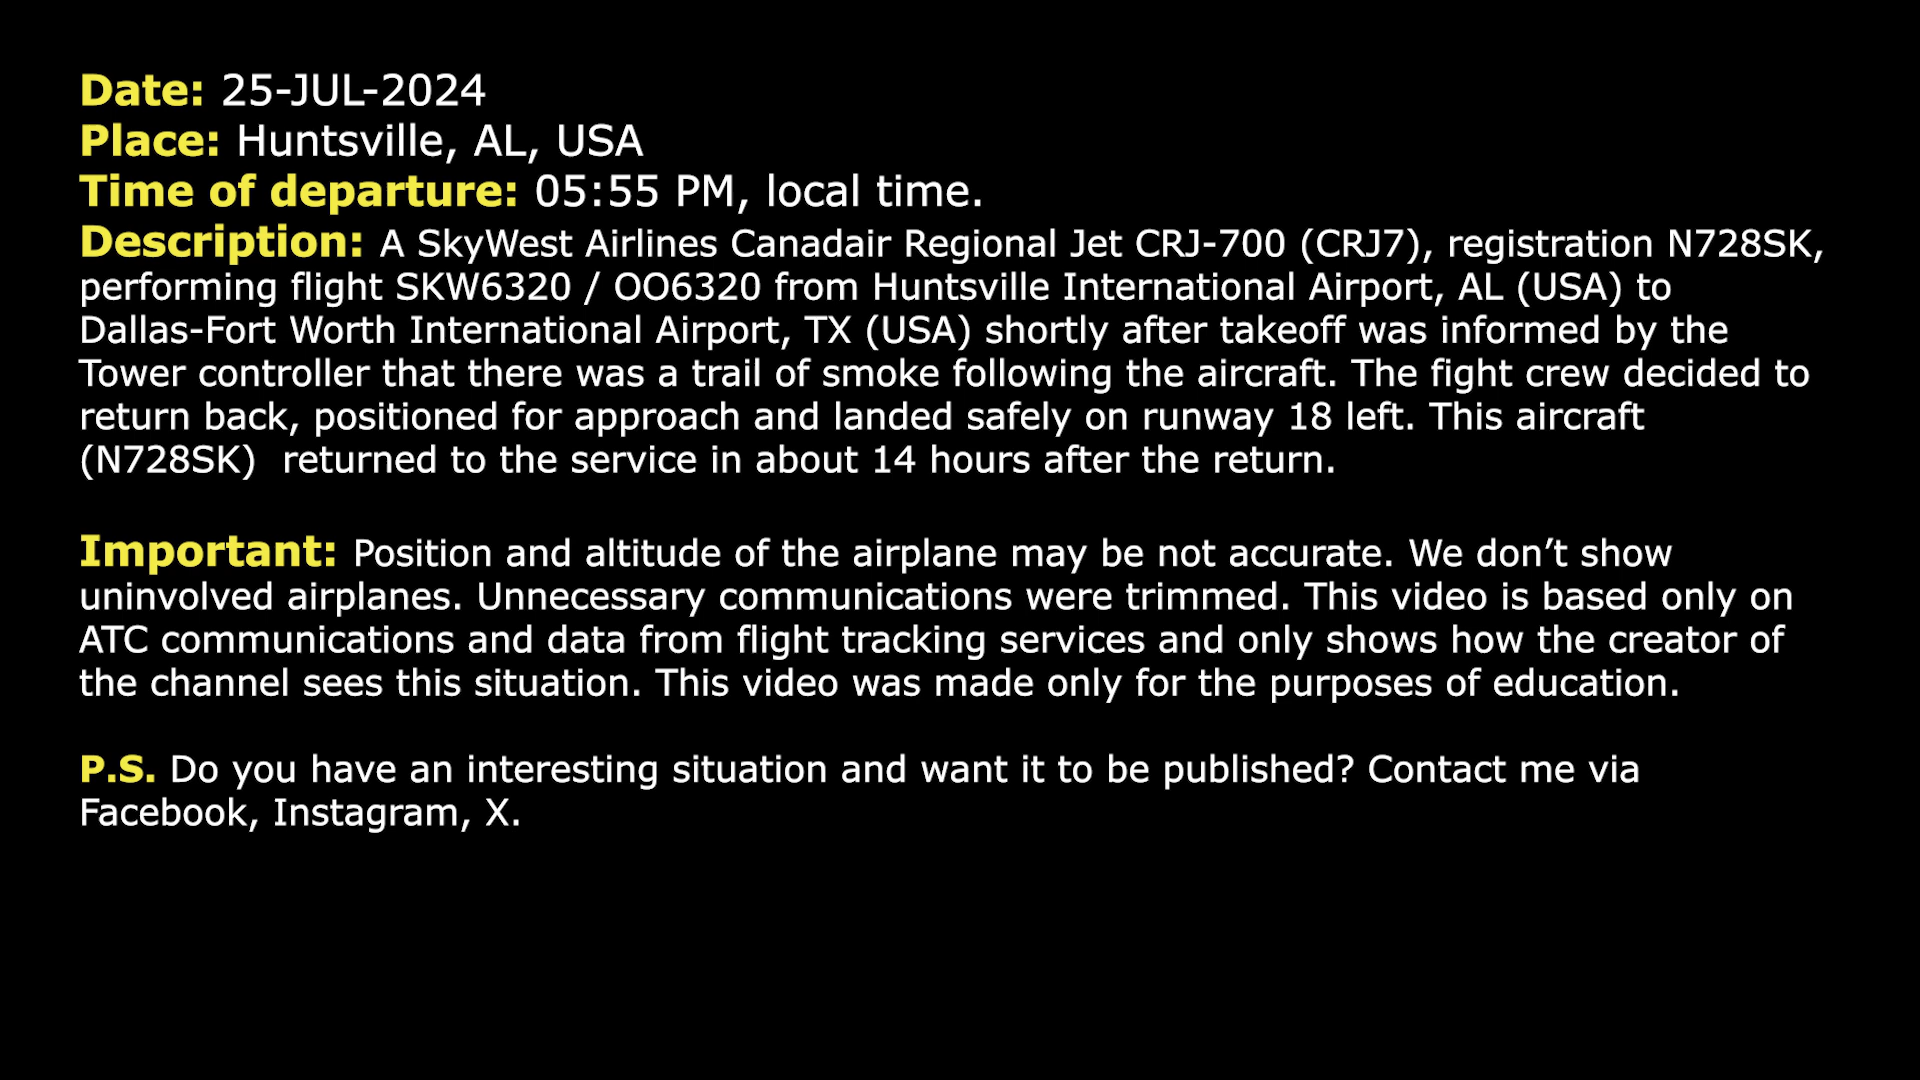 Date: 25-JUL-2024
Place: Huntsville, AL, USA
Time of departure: 05:55 PM, local time.
Description: A SkyWest Airlines Canadair Regional Jet CRJ-700 (CRJ7), registration N728SK,
performing flight SKW6320 / OO6320 from Huntsville International Airport, AL (USA) to
Dallas-Fort Worth International Airport, TX (USA) shortly after takeoff was informed by the
Tower controller that there was a trail of smoke following the aircraft. The fight crew decided to
return back, positioned for approach and landed safely on runway 18 left. This aircraft
(N728SK)  returned to the service in about 14 hours after the return.
Important: Position and altitude of the airplane may be not accurate. We don’t show
uninvolved airplanes. Unnecessary communications were trimmed. This video is based only on
ATC communications and data from flight tracking services and only shows how the creator of
the channel sees this situation. This video was made only for the purposes of education.
P.S. Do you have an interesting situation and want it to be published? Contact me via
Facebook, Instagram, X.